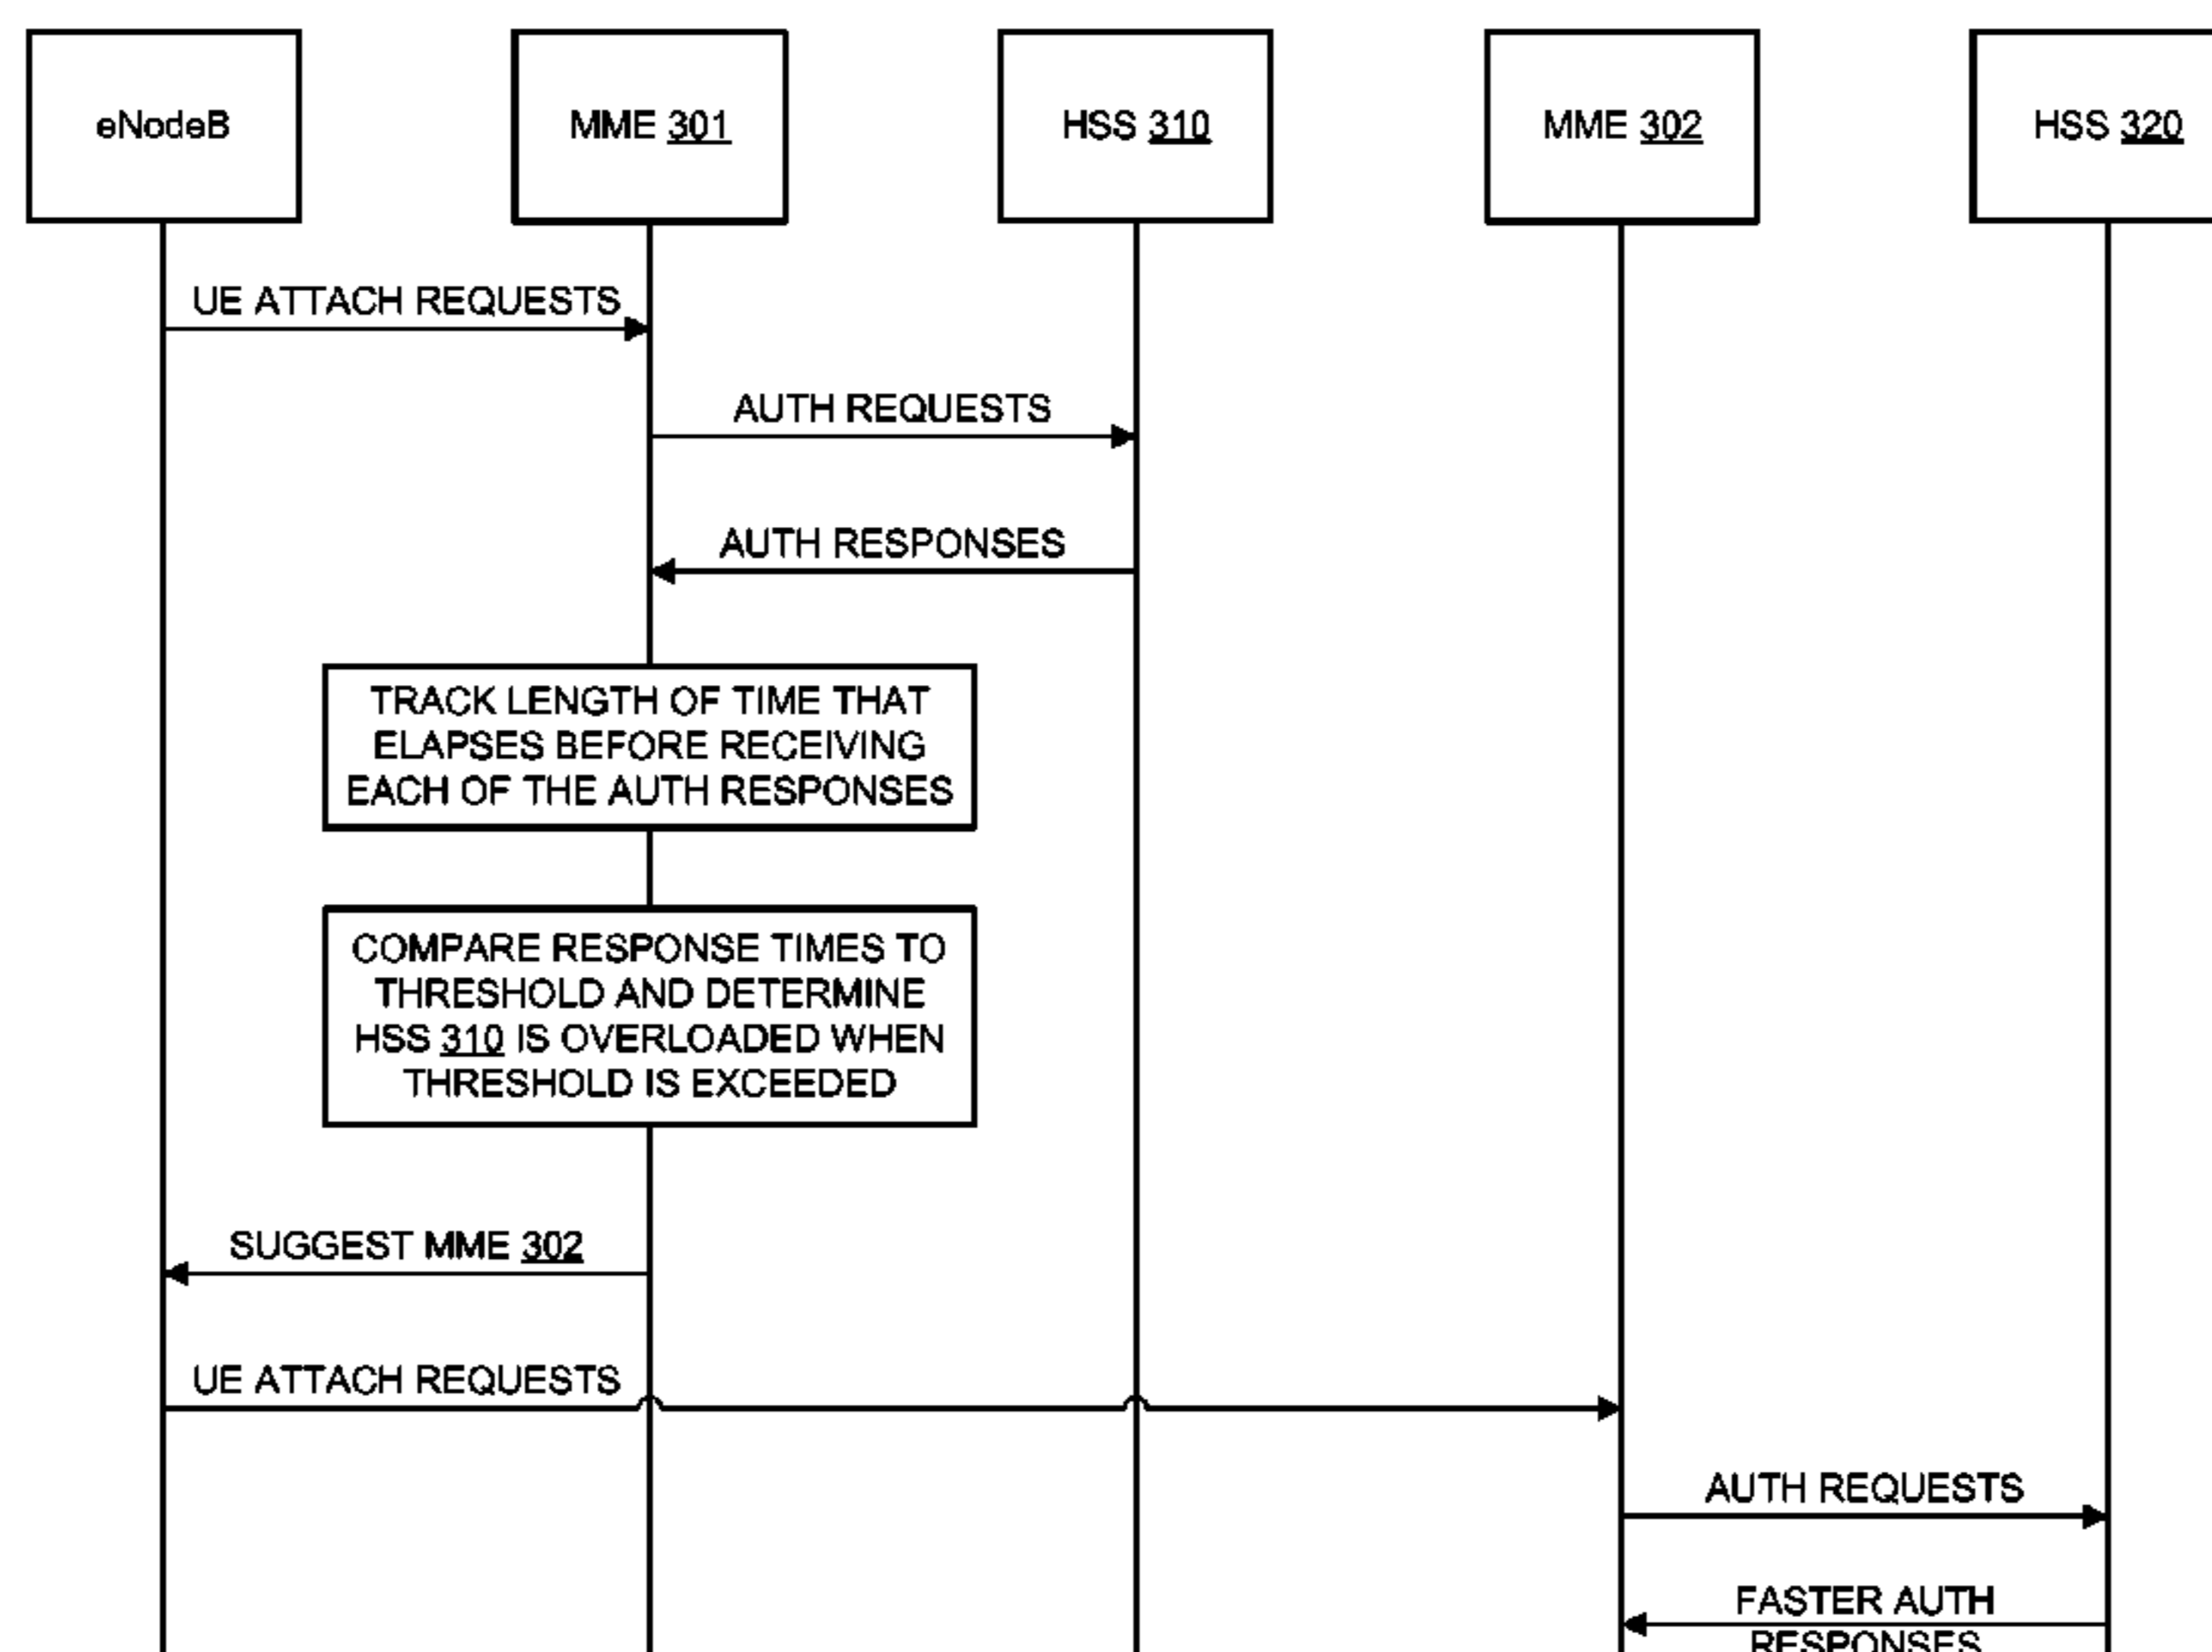 eNodeB
MME 301
HSS 310
MME 302
HSS 320
UE ATTACH REQUESTS
AUTH REQUESTS
AUTH RESPONSES
TRACK LENGTH OF TIME THAT
ELAPSES BEFORE RECEIVING
EACH OF THE AUTH RESPONSES
COMPARE RESPONSE TIMES TO
THRESHOLD AND DETERMINE
HSS 310 IS OVERLOADED WHEN
THRESHOLD IS EXCEEDED
SUGGEST MME 302
UE ATTACH REQUESTS
AUTH REQUESTS
FASTER AUTH
RESPONSES